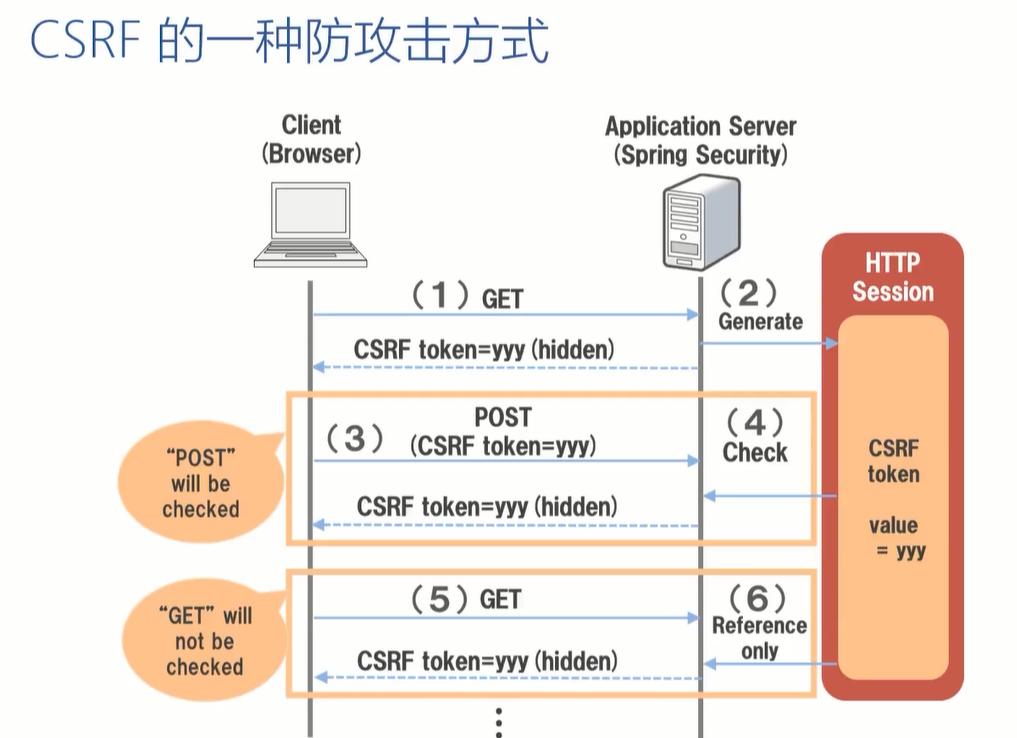 CSRF 的一种防攻击方式
Client
(Browser)
Application Server
(Spring Security)
HTTP
Session
(1) GET
(2)
Generate
CSRF token=yyy (hidden)
"POST"
will be
checked
(3)
POST
(CSRF token=yyy)
(4)
Check
CSRF token=yyy (hidden)
CSRF
token
value
= yyy
"GET" will
not be
checked
(5) GET
(6)
Reference
only
CSRF token=yyy (hidden)